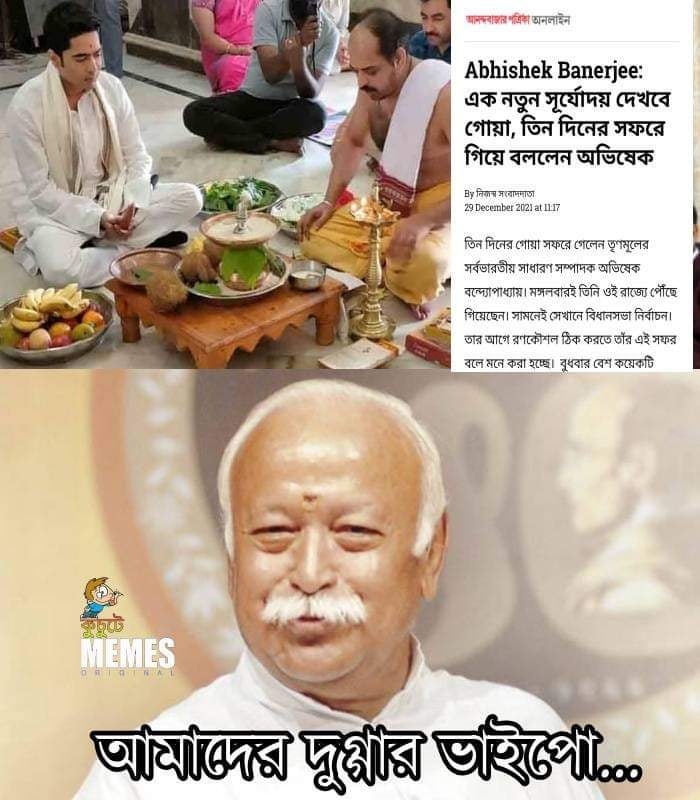 আনন্দবাজার পত্রিকা অনলাইন
Abhishek Banerjee:
এক নতুন সূর্যোদয় দেখবে
গোয়া, তিন দিনের সফরে
গিয়ে বললেন অভিষেক
By নিজস্ব সংবাদদাতা
29 December 2021 at 11:17
তিন দিনের গোয়া সফরে গেলেন তৃণমূলের
সর্বভারতীয় সাধারণ সম্পাদক অভিষেক
বন্দ্যোপাধ্যায়। মঙ্গলবারই তিনি ওই রাজ্যে পৌঁছে
গিয়েছেন। সামনেই সেখানে বিধানসভা নির্বাচন।
তার আগে রণকৌশল ঠিক করতে তাঁর এই সফর
বলে মনে করা হচ্ছে। বুধবার বেশ কয়েকটি
কুচুটে
MEMES
ORIGINAL
আমাদের দুগ্গার ভাইপো...